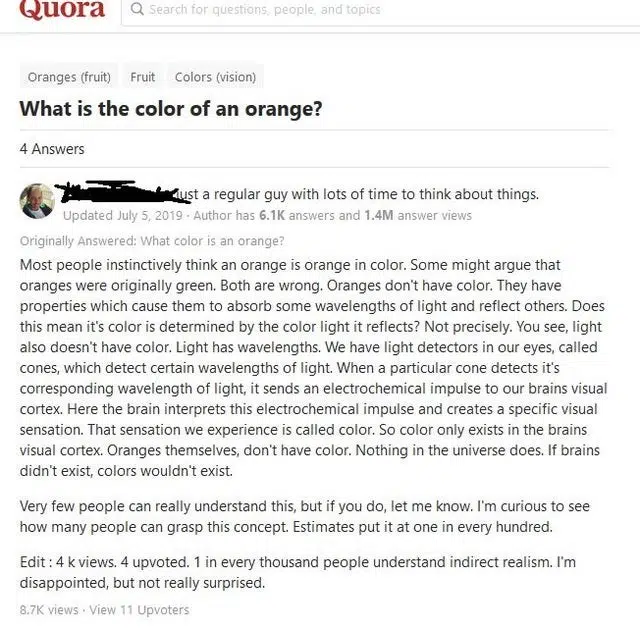 Quora
Search for questions, people, and topics
Oranges (fruit) Fruit Colors (vision)
What is the color of an orange?
4 Answers
just a regular guy with lots of time to think about things.
Updated July 5, 2019 · Author has 6.1K answers and 1.4M answer views
Originally Answered: What color is an orange?
Most people instinctively think an orange is orange in color. Some might argue that
oranges were originally green. Both are wrong. Oranges don't have color. They have
properties which cause them to absorb some wavelengths of light and reflect others. Does
this mean it's color is determined by the color light it reflects? Not precisely. You see, light
also doesn't have color. Light has wavelengths. We have light detectors in our eyes, called
cones, which detect certain wavelengths of light. When a particular cone detects it's
corresponding wavelength of light, it sends an electrochemical impulse to our brains visual
cortex. Here the brain interprets this electrochemical impulse and creates a specific visual
sensation. That sensation we experience is called color. So color only exists in the brains
visual cortex. Oranges themselves, don't have color. Nothing in the universe does. If brains
didn't exist, colors wouldn't exist.
Very few people can really understand this, but if you do, let me know. I'm curious to see
how many people can grasp this concept. Estimates put it at one in every hundred.
Edit : 4 k views. 4 upvoted. 1 in every thousand people understand indirect realism. I'm
disappointed, but not really surprised.
8.7K views · View 11 Upvoters